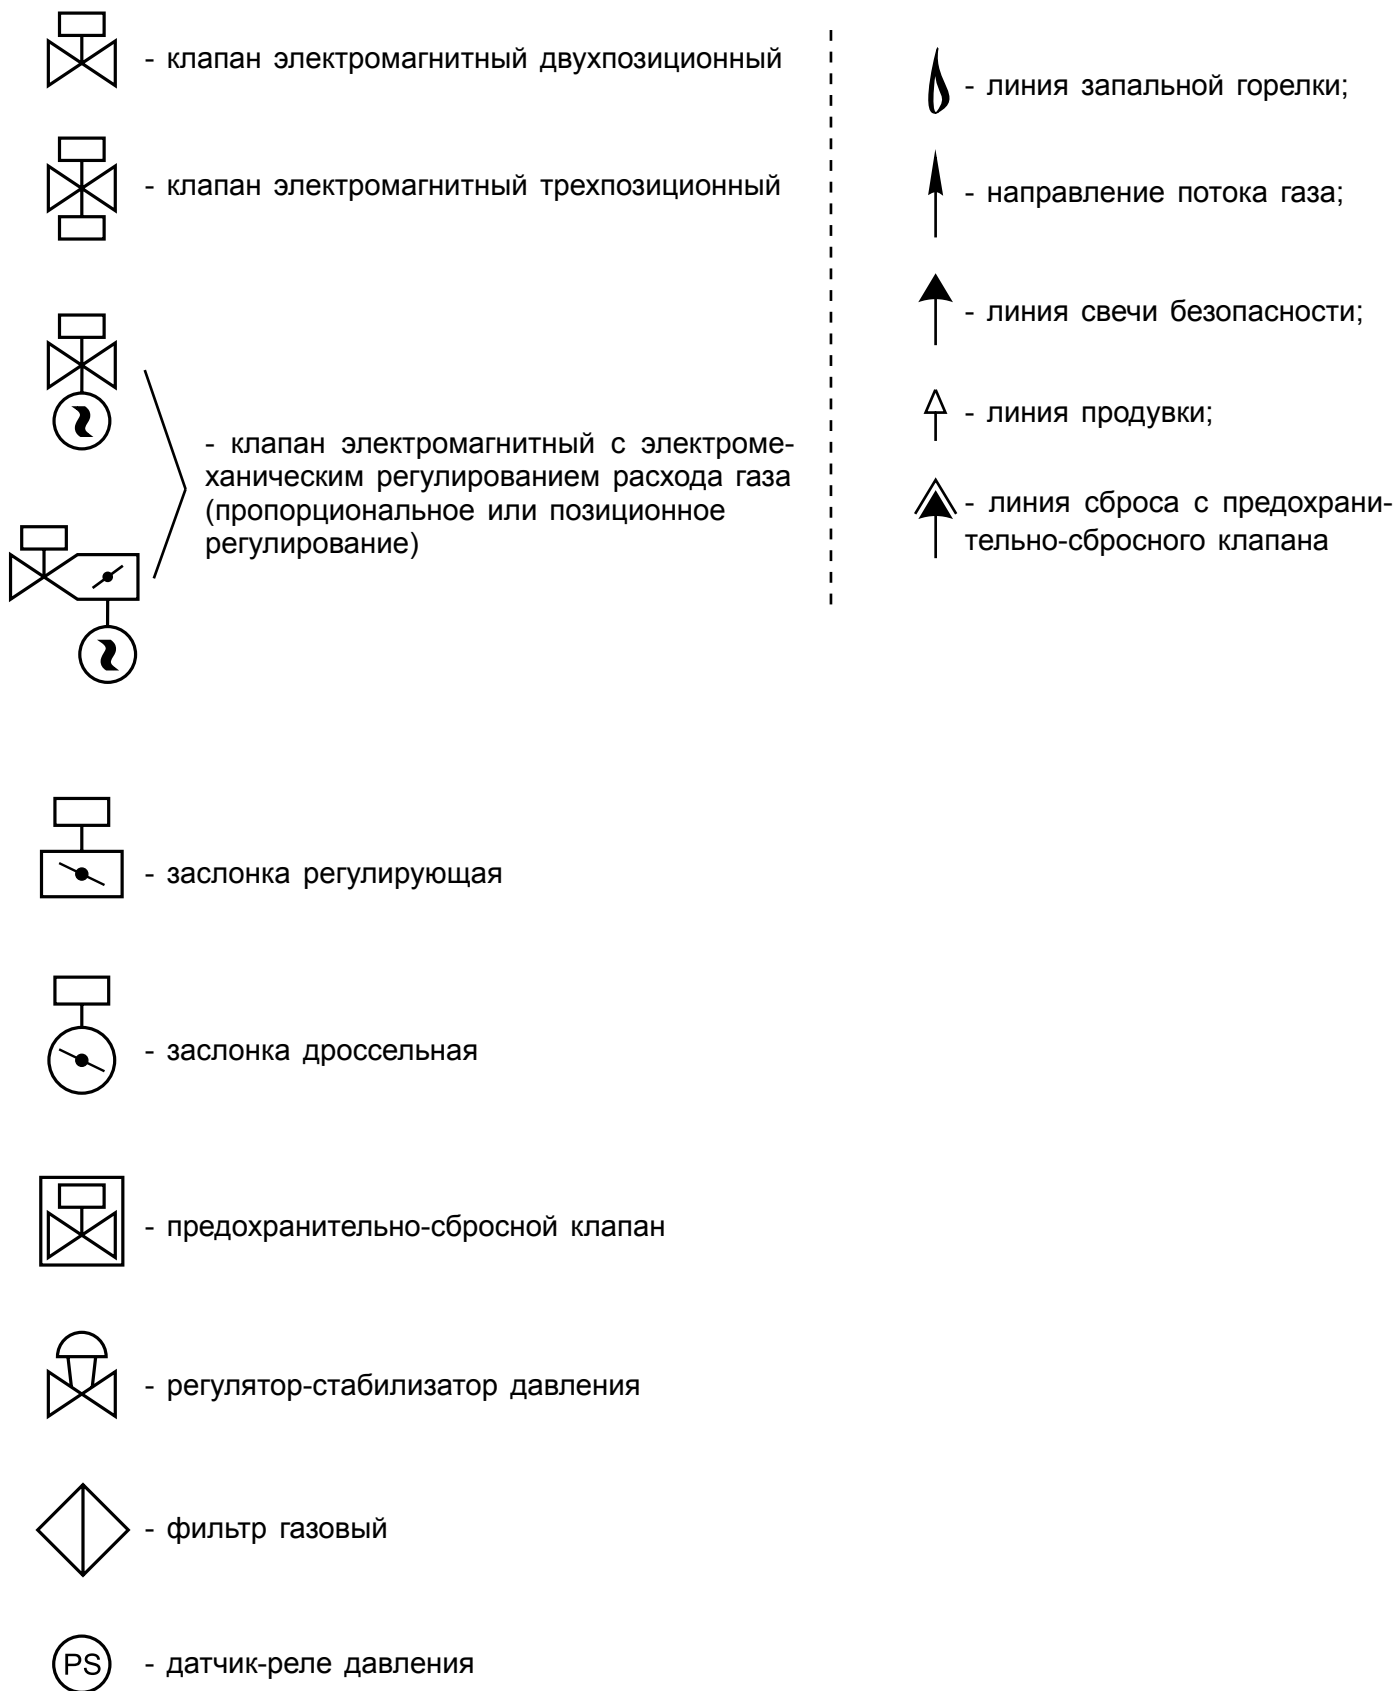 - клапан электромагнитный двухпозиционный
- клапан электромагнитный трехпозиционный
- клапан электромагнитный с электроме-
ханическим регулированием расхода газа
(пропорциональное или позиционное
регулирование)
- заслонка регулирующая
- заслонка дроссельная
- предохранительно-сбросной клапан
- регулятор-стабилизатор давления
- фильтр газовый
PS - датчик-реле давления
- линия запальной горелки;
- направление потока газа;
- линия свечи безопасности;
- линия продувки;
- линия сброса с предохрани-
тельно-сбросного клапана